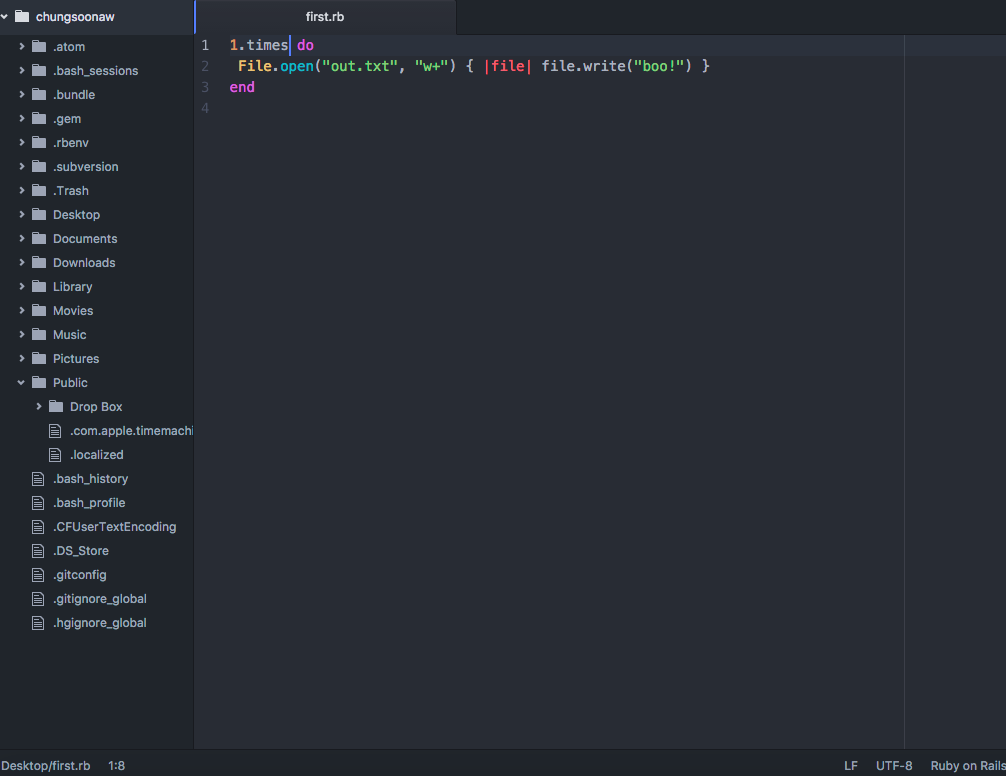 chungsoonaw
.atom
.bash_sessions
.bundle
.gem
.rbenv
.subversion
.Trash
Desktop
Documents
Downloads
Library
Movies
Music
Pictures
Public
Drop Box
.com.apple.timemachi
.localized
.bash_history
.bash_profile
.CFUserTextEncoding
.DS_Store
.gitconfig
.gitignore_global
.hgignore_global
first.rb
1 1.times do
2 File.open("out.txt", "w+") { |file| file.write("boo!") }
3 end
4
Desktop/first.rb 1:8 LF UTF-8 Ruby on Rails